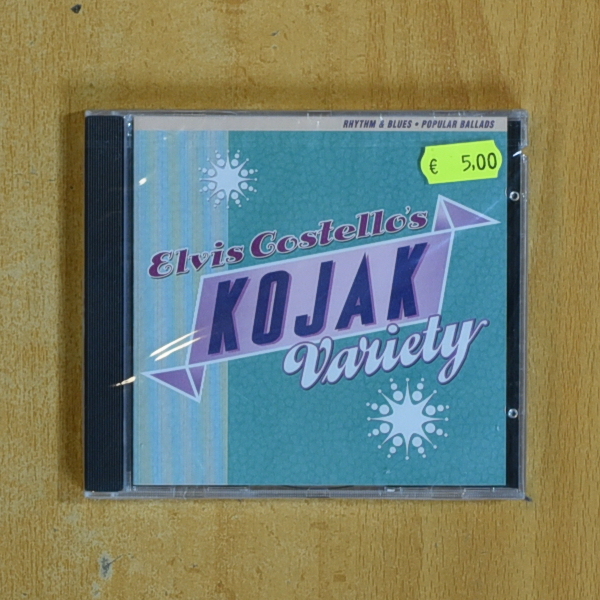 RHYTHM & BLUES • POPULAR BALLADS
€ 5,00
Elvis Costello's
KOJAK
Variety